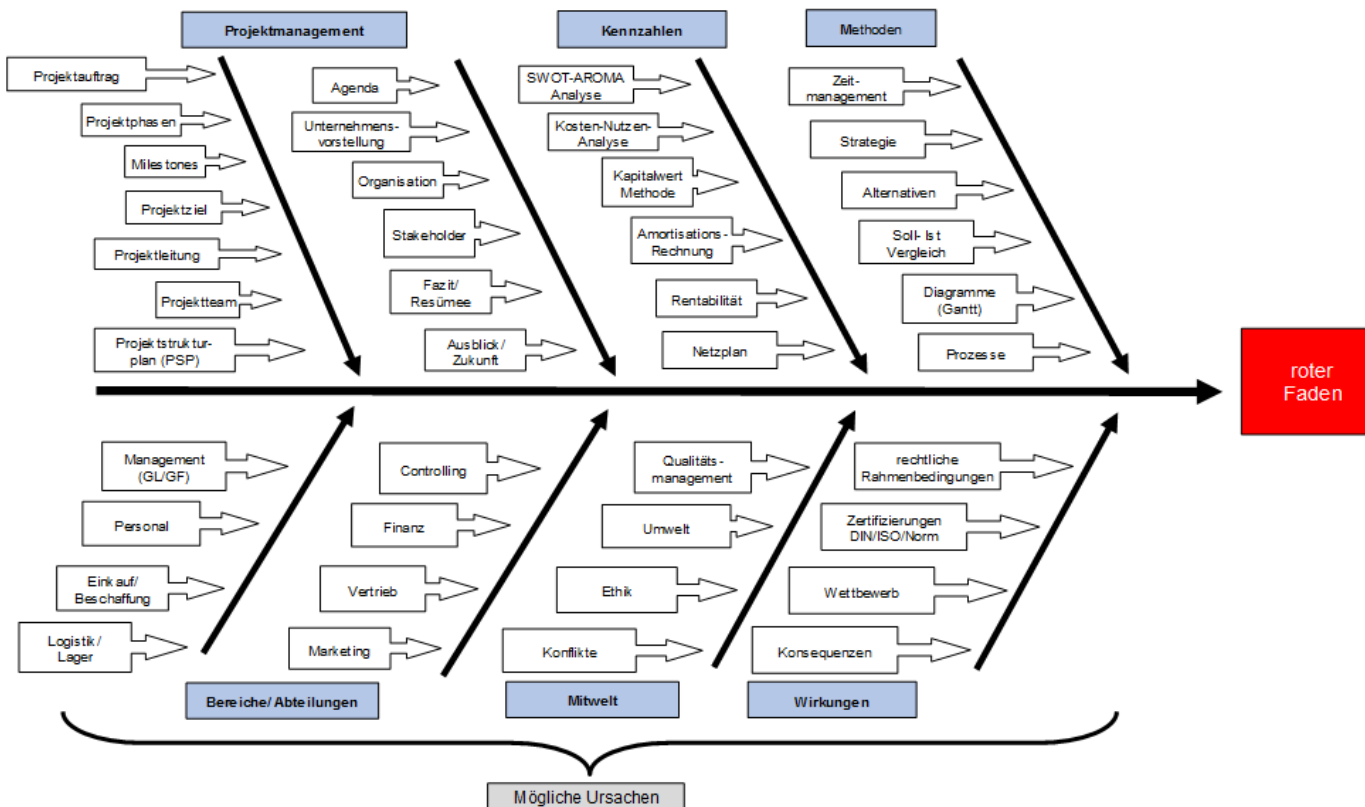 Projektmanagement
Kennzahlen
Methoden
Projektauftrag
Projektphasen
Milestones
Projektziel
Projektleitung
Projektteam
Projektstruktur-
plan (PSP)
Agenda
Unternehmens-
vorstellung
Organisation
Stakeholder
Fazit/
Resümee
Ausblick/
Zukunft
SWOT-AROMA
Analyse
Kosten-Nutzen-
Analyse
Kapitalwert
Methode
Amortisations-
Rechnung
Rentabilität
Netzplan
Zeit-
management
Strategie
Alternativen
Soll- Ist
Vergleich
Diagramme
(Gantt)
Prozesse
roter
Faden
Management
(GL/GF)
Personal
Einkauf/
Beschaffung
Logistik /
Lager
Controlling
Finanz
Vertrieb
Marketing
Qualitäts-
management
Umwelt
Ethik
Konflikte
rechtliche
Rahmenbedingungen
Zertifizierungen
DIN/ISO/Norm
Wettbewerb
Konsequenzen
Bereiche/ Abteilungen
Mitwelt
Wirkungen
Mögliche Ursachen